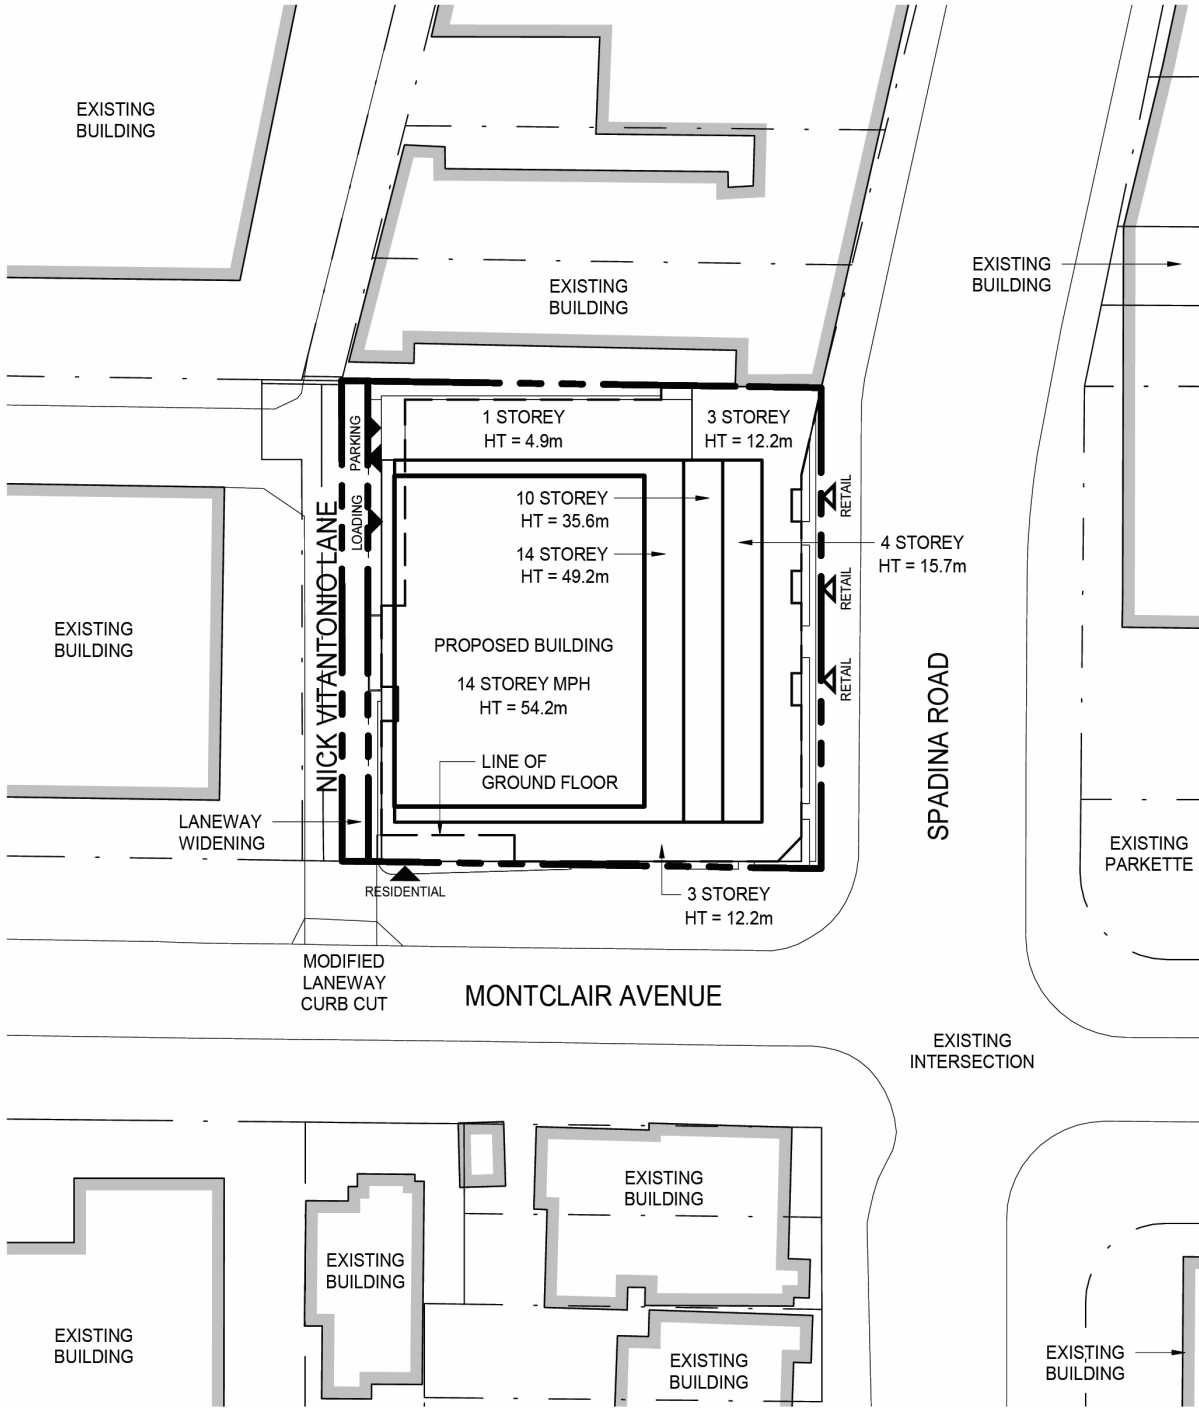 EXISTING
BUILDING
EXISTING
BUILDING
EXISTING
BUILDING
1 STOREY
HT = 4.9m
3 STOREY
HT = 12.2m
PARKING
LOADING
NICK VITANTONIO LANE
10 STOREY
HT = 35.6m
14 STOREY
HT = 49.2m
4 STOREY
HT = 15.7m
RETAIL
RETAIL
RETAIL
EXISTING
BUILDING
PROPOSED BUILDING
14 STOREY MPH
HT = 54.2m
LINE OF
GROUND FLOOR
SPADINA ROAD
LANEWAY
WIDENING
EXISTING
PARKETTE
RESIDENTIAL
3 STOREY
HT = 12.2m
MODIFIED
LANEWAY
CURB CUT
MONTCLAIR AVENUE
EXISTING
INTERSECTION
EXISTING
BUILDING
EXISTING
BUILDING
EXISTING
BUILDING
EXISTING
BUILDING
EXISTING
BUILDING